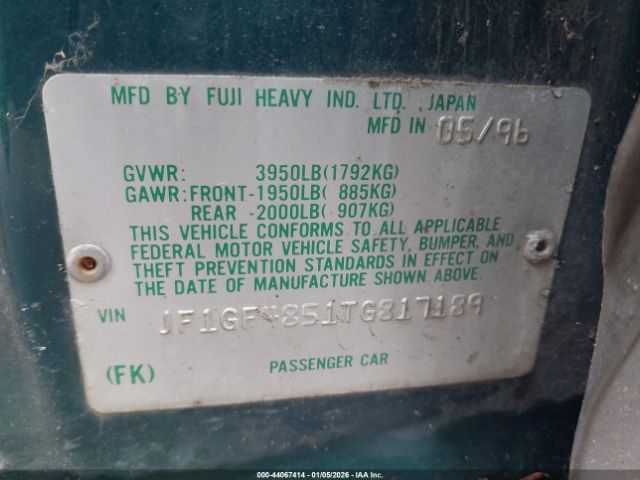 MFD BY FUJI HEAVY IND. LTD., JAPAN
MFD IN 05/96
GVWR: 3950LB(1792KG)
GAWR: FRONT-1950LB( 885KG)
REAR -2000LB( 907KG)
THIS VEHICLE CONFORMS TO ALL APPLICABLE
FEDERAL MOTOR VEHICLE SAFETY, BUMPER, AND
THEFT PREVENTION STANDARDS IN EFFECT ON
THE DATE OF MANUFACTURE SHOWN ABOVE.
VIN JF1GF4851TG817189
(FK) PASSENGER CAR
000-44067414 | 01/05/2026 - IAA Inc.